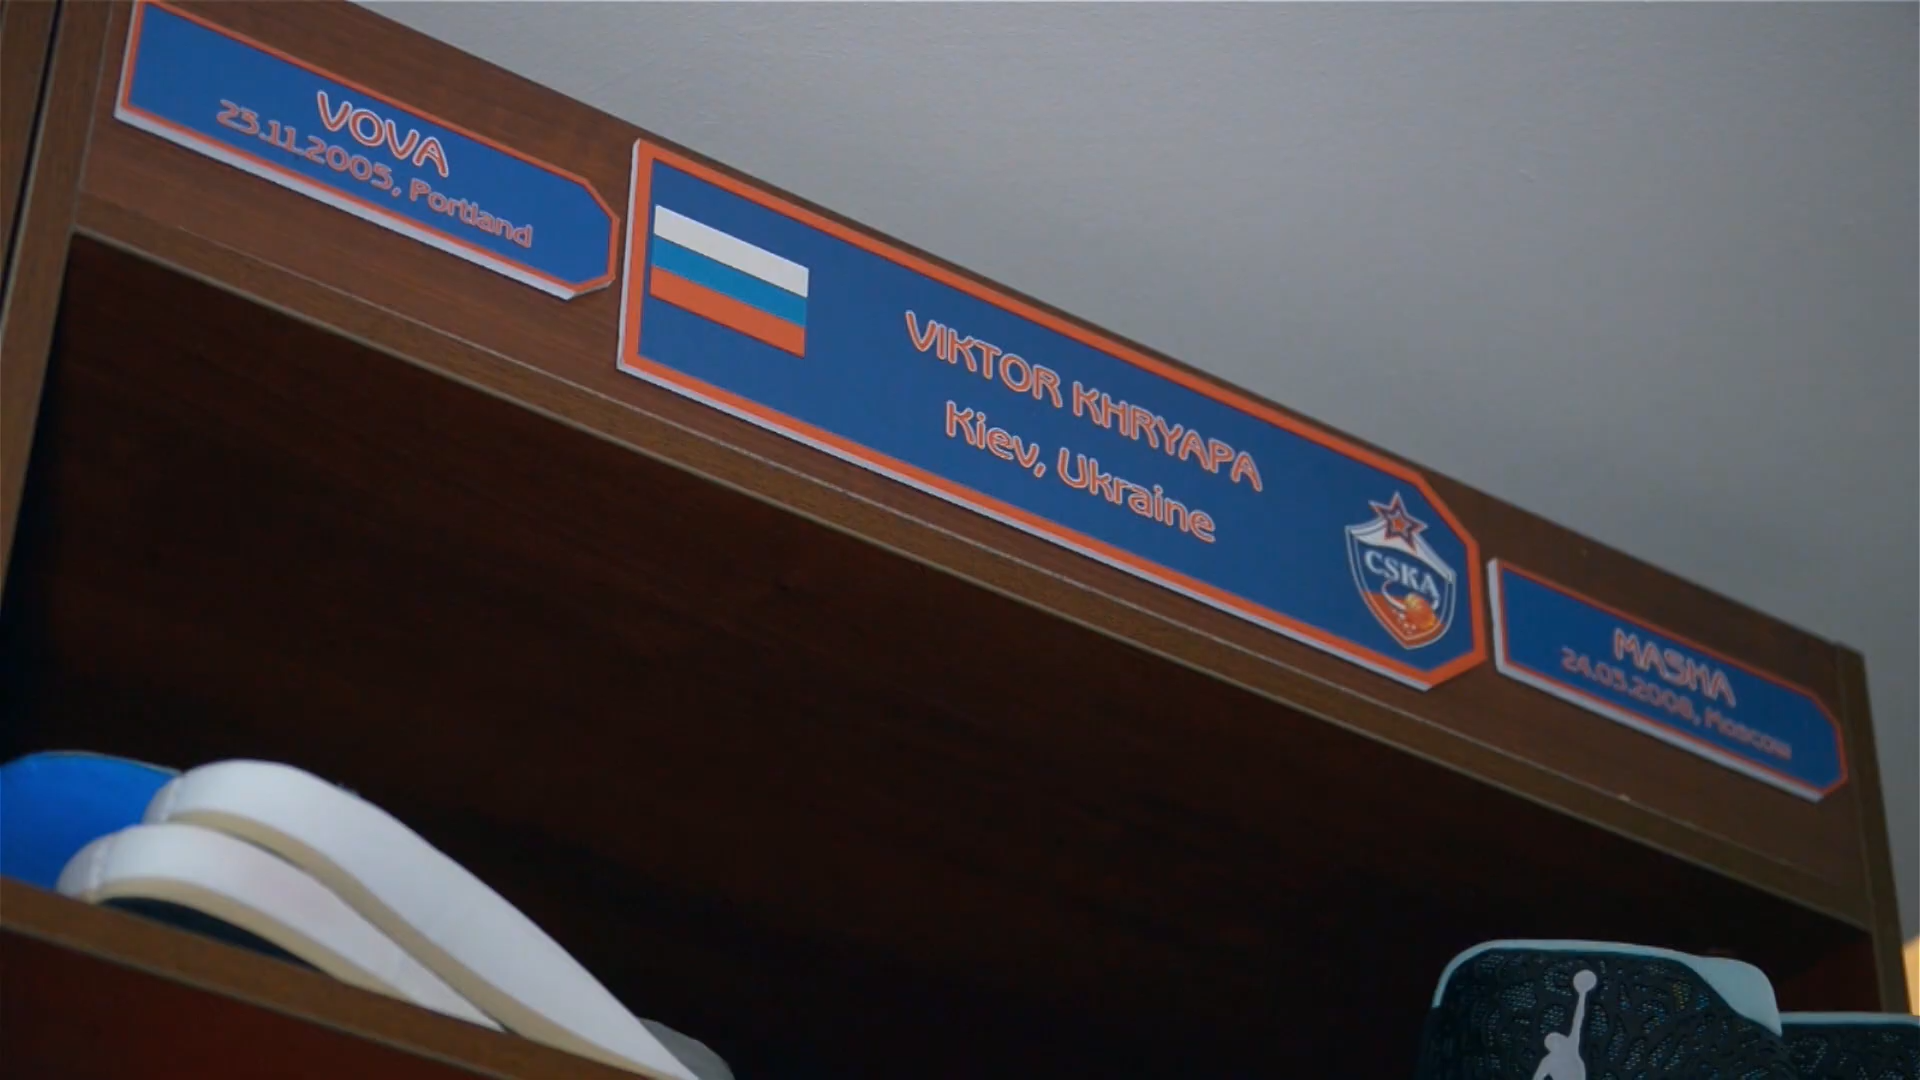 VOVA
25.11.2005, Portland
VIKTOR KHRYAPA
Kiev, Ukraine
CSKA
MASHA
24.05.2008, Moscow